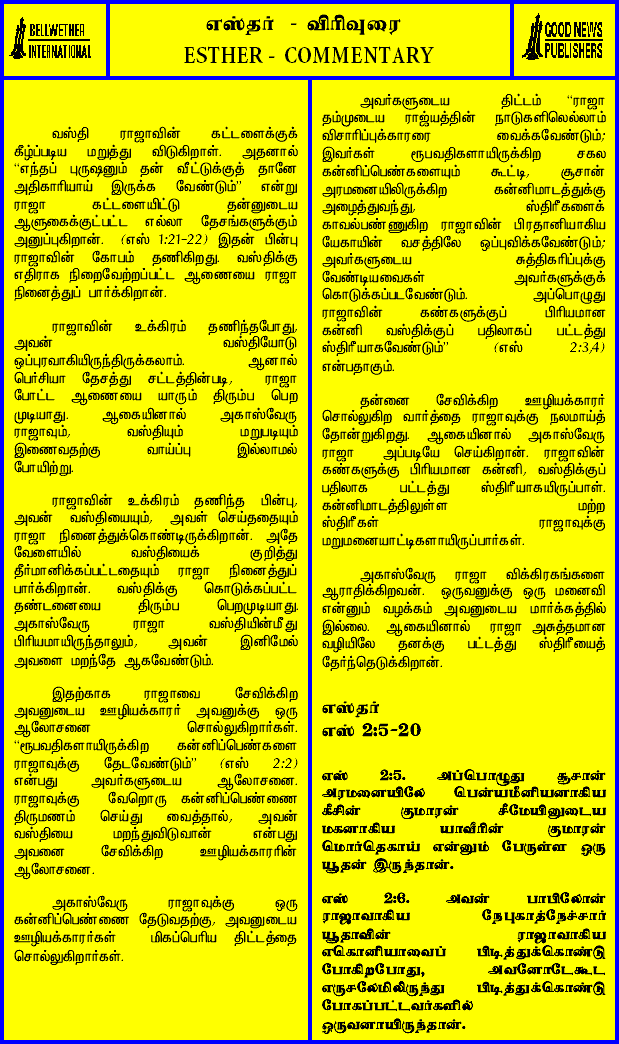 BELLWETHER
INTERNATIONAL
எஸ்தர் - விரிவுரை
ESTHER - COMMENTARY
GOOD NEWS
PUBLISHERS
வஸ்தி ராஜாவின் கட்டளைக்குக்
கீழ்ப்படிய மறுத்து விடுகிறாள். அதனால்
“எந்தப் புருஷனும் தன் வீட்டுக்குத் தானே
அதிகாரியாய் இருக்க வேண்டும்” என்று
ராஜா கட்டளையிட்டு தன்னுடைய
ஆளுகைக்குட்பட்ட எல்லா தேசங்களுக்கும்
அனுப்புகிறான். (எஸ் 1:21-22) இதன் பின்பு
ராஜாவின் கோபம் தணிகிறது. வஸ்திக்கு
எதிராக நிறைவேற்றப்பட்ட ஆணையை ராஜா
நினைத்துப் பார்க்கிறான்.
ராஜாவின் உக்கிரம் தணிந்தபோது,
அவன் வஸ்தியோடு
ஒப்புரவாகியிருந்திருக்கலாம். ஆனால்
பெர்சியா தேசத்து சட்டத்தின்படி, ராஜா
போட்ட ஆணையை யாரும் திரும்ப பெற
முடியாது. ஆகையினால் அகாஸ்வேரு
ராஜாவும், வஸ்தியும் மறுபடியும்
இணைவதற்கு வாய்ப்பு இல்லாமல்
போயிற்று.
ராஜாவின் உக்கிரம் தணிந்த பின்பு,
அவன் வஸ்தியையும், அவள் செய்ததையும்
ராஜா நினைத்துக்கொண்டிருக்கிறான். அதே
வேளையில் வஸ்தியைக் குறித்து
தீர்மானிக்கப்பட்டதையும் ராஜா நினைத்துப்
பார்க்கிறான். வஸ்திக்கு கொடுக்கப்பட்ட
தண்டனையை திரும்ப பெறமுடியாது.
அகாஸ்வேரு ராஜா வஸ்தியின்மீது
பிரியமாயிருந்தாலும், அவன் இனிமேல்
அவளை மறந்தே ஆகவேண்டும்.
இதற்காக ராஜாவை சேவிக்கிற
அவனுடைய ஊழியக்காரர் அவனுக்கு ஒரு
ஆலோசனை சொல்லுகிறார்கள்.
“ரூபவதிகளாயிருக்கிற கன்னிப்பெண்களை
ராஜாவுக்கு தேடவேண்டும்” (எஸ் 2:2)
என்பது அவர்களுடைய ஆலோசனை.
ராஜாவுக்கு வேறொரு கன்னிப்பெண்ணை
திருமணம் செய்து வைத்தால், அவன்
வஸ்தியை மறந்துவிடுவான் என்பது
அவனை சேவிக்கிற ஊழியக்காரரின்
ஆலோசனை.
அகாஸ்வேரு ராஜாவுக்கு ஒரு
கன்னிப்பெண்ணை தேடுவதற்கு, அவனுடைய
ஊழியக்காரர்கள் மிகப்பெரிய திட்டத்தை
சொல்லுகிறார்கள்.
அவர்களுடைய திட்டம் “ராஜா
தம்முடைய ராஜ்யத்தின் நாடுகளிலெல்லாம்
விசாரிப்புக்காரரை வைக்கவேண்டும்;
இவர்கள் ரூபவதிகளாயிருக்கிற சகல
கன்னிப்பெண்களையும் கூட்டி, சூசான்
அரமனையிலிருக்கிற கன்னிமாடத்துக்கு
அழைத்துவந்து, ஸ்திரீகளைக்
காவல்பண்ணுகிற ராஜாவின் பிரதானியாகிய
யேகாயின் வசத்திலே ஒப்புவிக்கவேண்டும்;
அவர்களுடைய சுத்திகரிப்புக்கு
வேண்டியவைகள் அவர்களுக்குக்
கொடுக்கப்படவேண்டும். அப்பொழுது
ராஜாவின் கண்களுக்குப் பிரியமான
கன்னி வஸ்திக்குப் பதிலாகப் பட்டத்து
ஸ்திரீயாகவேண்டும்” (எஸ் 2:3,4)
என்பதாகும்.
தன்னை சேவிக்கிற ஊழியக்காரர்
சொல்லுகிற வார்த்தை ராஜாவுக்கு நலமாய்த்
தோன்றுகிறது. ஆகையினால் அகாஸ்வேரு
ராஜா அப்படியே செய்கிறான். ராஜாவின்
கண்களுக்கு பிரியமான கன்னி, வஸ்திக்குப்
பதிலாக பட்டத்து ஸ்திரீயாகயிருப்பாள்.
கன்னிமாடத்திலுள்ள மற்ற
ஸ்திரீகள் ராஜாவுக்கு
மறுமனையாட்டிகளாயிருப்பார்கள்.
அகாஸ்வேரு ராஜா விக்கிரகங்களை
ஆராதிக்கிறவன். ஒருவனுக்கு ஒரு மனைவி
என்னும் வழக்கம் அவனுடைய மார்க்கத்தில்
இல்லை. ஆகையினால் ராஜா அசுத்தமான
வழியிலே தனக்கு பட்டத்து ஸ்திரீயைத்
தேர்ந்தெடுக்கிறான்.
எஸ்தர்
எஸ் 2:5-20
எஸ் 2:5. அப்பொழுது சூசான்
அரமனையிலே பென்யமீனியனாகிய
கீசின் குமாரன் சீமேயினுடைய
மகனாகிய யாவீரின் குமாரன்
மொர்தெகாய் என்னும் பேருள்ள ஒரு
யூதன் இருந்தான்.
எஸ் 2:6. அவன் பாபிலோன்
ராஜாவாகிய நேபுகாத்நேச்சார்
யூதாவின் ராஜாவாகிய
எகொனியாவைப் பிடித்துக்கொண்டு
போகிறபோது, அவனோடேகூட
எருசலேமிலிருந்து பிடித்துக்கொண்டு
போகப்பட்டவர்களில்
ஒருவனாயிருந்தான்.